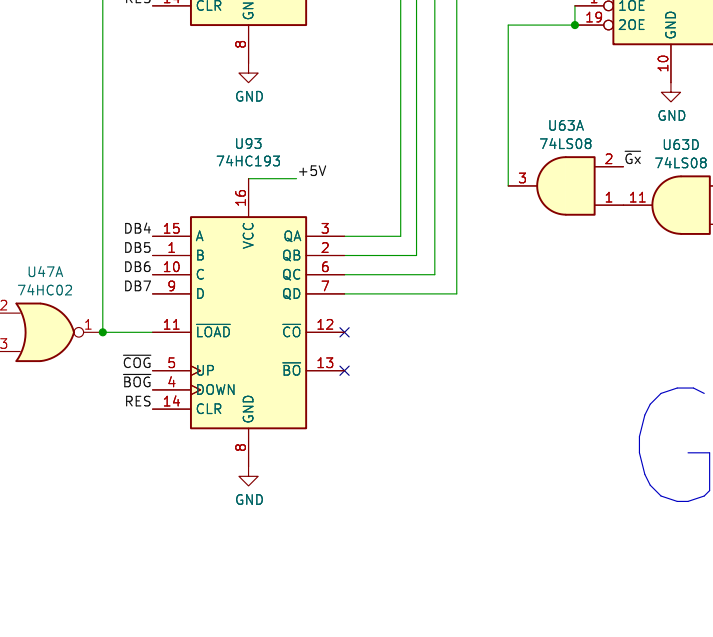 RES 14 CLR
GND
8
GND
1 1OE
19 2OE
GND
10
GND
U63A
74LS08
3
2 Gx
1
U63D
74LS08
11
U93
74HC193
+5V
16
VCC
DB4 15 A
DB5 1 B
DB6 10 C
DB7 9 D
QA 3
QB 2
QC 6
QD 7
U47A
74HC02
2
3
1
11 LOAD
CO 12
COG 5 UP
BO 13
BOG 4 DOWN
RES 14 CLR
GND
8
GND
G